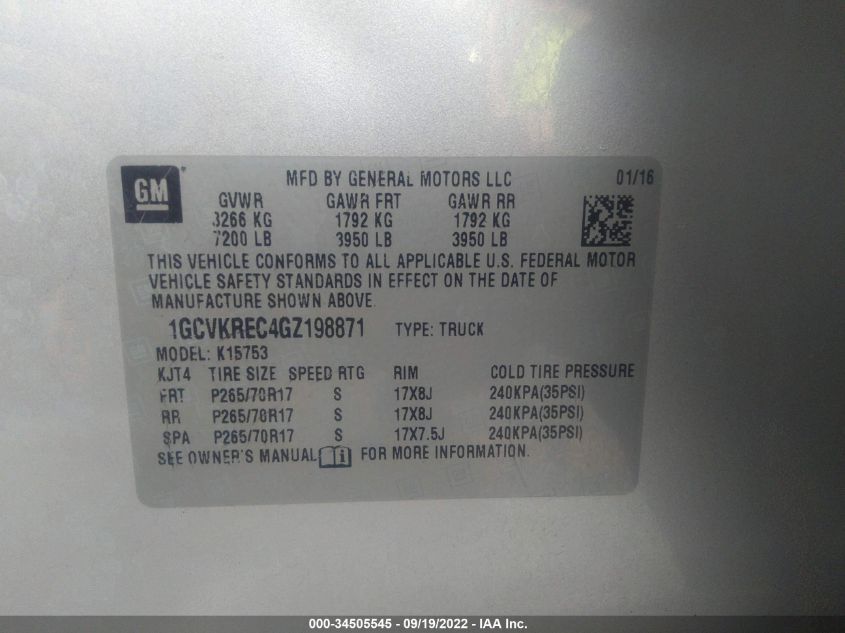 GM
MFD BY GENERAL MOTORS LLC 01/16
GVWR GAWR FRT GAWR RR
3266 KG 1792 KG 1792 KG
7200 LB 3950 LB 3950 LB
THIS VEHICLE CONFORMS TO ALL APPLICABLE U.S. FEDERAL MOTOR
VEHICLE SAFETY STANDARDS IN EFFECT ON THE DATE OF
MANUFACTURE SHOWN ABOVE.
1GCVKREC4GZ198871 TYPE: TRUCK
MODEL: K15753
KJT4 TIRE SIZE SPEED RTG RIM COLD TIRE PRESSURE
FRT P265/70R17 S 17X8J 240KPA(35PSI)
RR P265/70R17 S 17X8J 240KPA(35PSI)
SPA P265/70R17 S 17X7.5J 240KPA(35PSI)
SEE OWNER'S MANUAL i FOR MORE INFORMATION.
000-34505545 - 09/19/2022 - IAA Inc.